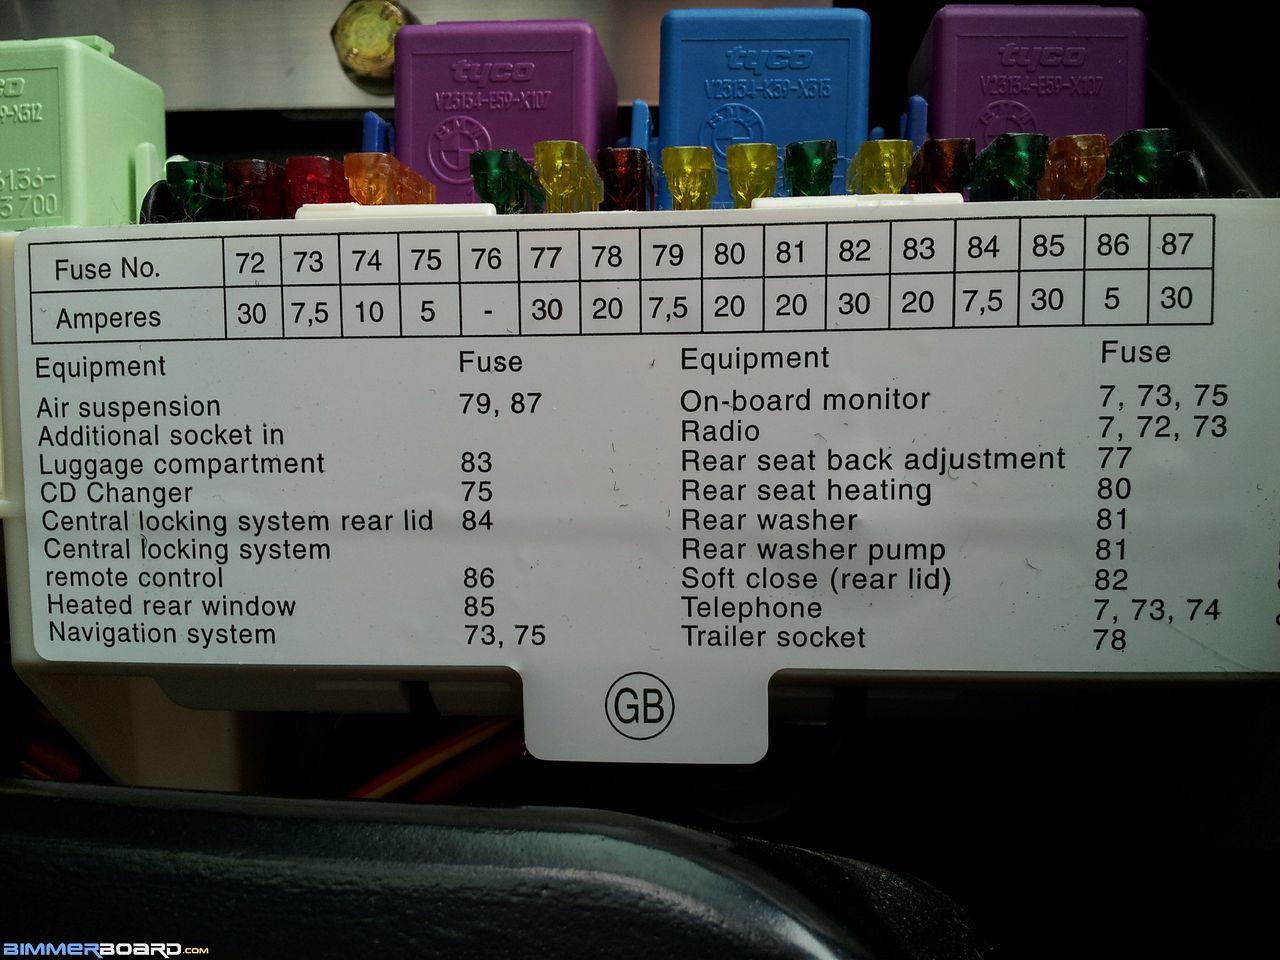 tyco
V23134-E59-X107
tyco
V23134-K59-X315
tyco
V23134-E59-X107
BMW
BMW
61.36-
Fuse No. 72 73 74 75 76 77 78 79 80 81 82 83 84 85 86 87
Amperes 30 7,5 10 5 - 30 20 7,5 20 20 30 20 7,5 30 5 30
Equipment Fuse
Air suspension 79, 87
Additional socket in
Luggage compartment 83
CD Changer 75
Central locking system rear lid 84
Central locking system
remote control 86
Heated rear window 85
Navigation system 73, 75
Equipment Fuse
On-board monitor 7, 73, 75
Radio 7, 72, 73
Rear seat back adjustment 77
Rear seat heating 80
Rear washer 81
Rear washer pump 81
Soft close (rear lid) 82
Telephone 7, 73, 74
Trailer socket 78
GB
BIMMERBOARD.COM